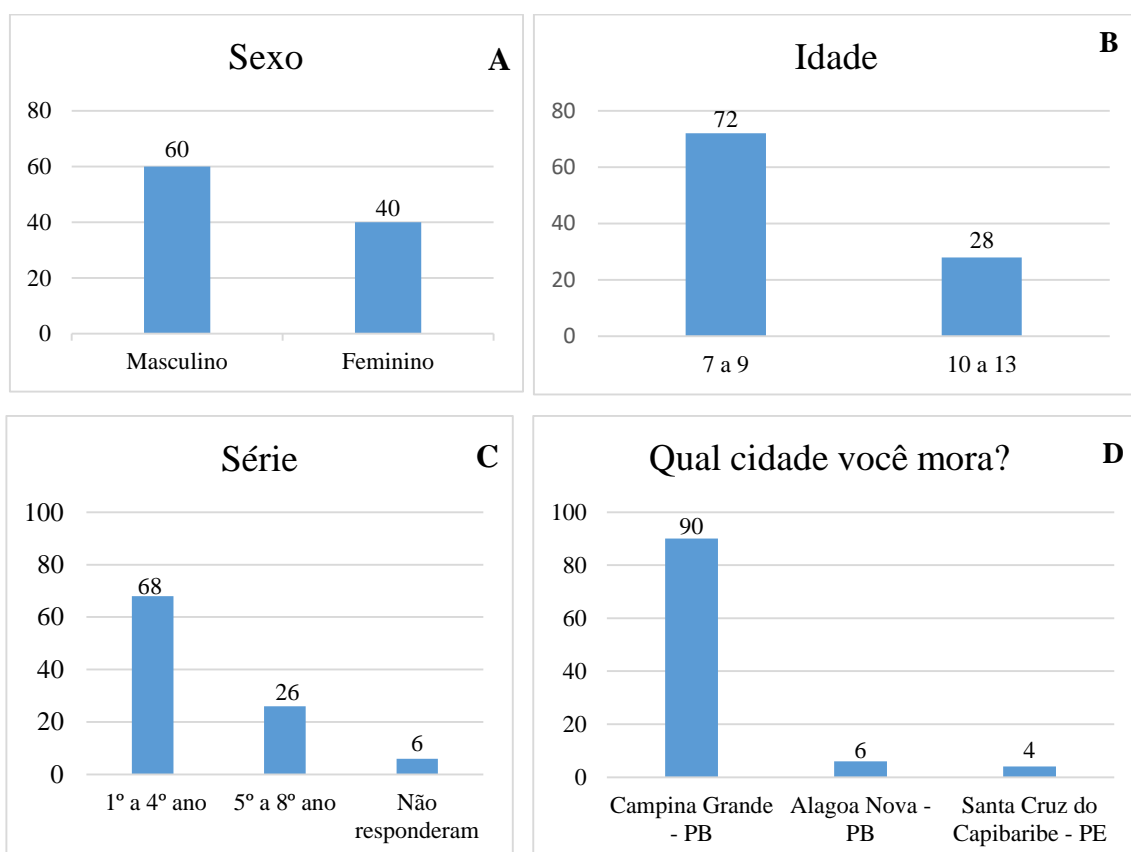 Sexo
A
80
60
40
20
0
60
40
Masculino
Feminino
Idade
B
80
60
40
20
0
72
28
7 a 9
10 a 13
Série
C
100
80
60
40
20
0
68
26
6
1º a 4º ano
5º a 8º ano
Não
responderam
Qual cidade você mora?
D
100
80
60
40
20
0
90
6
4
Campina Grande
- PB
Alagoa Nova -
PB
Santa Cruz do
Capibaribe - PE